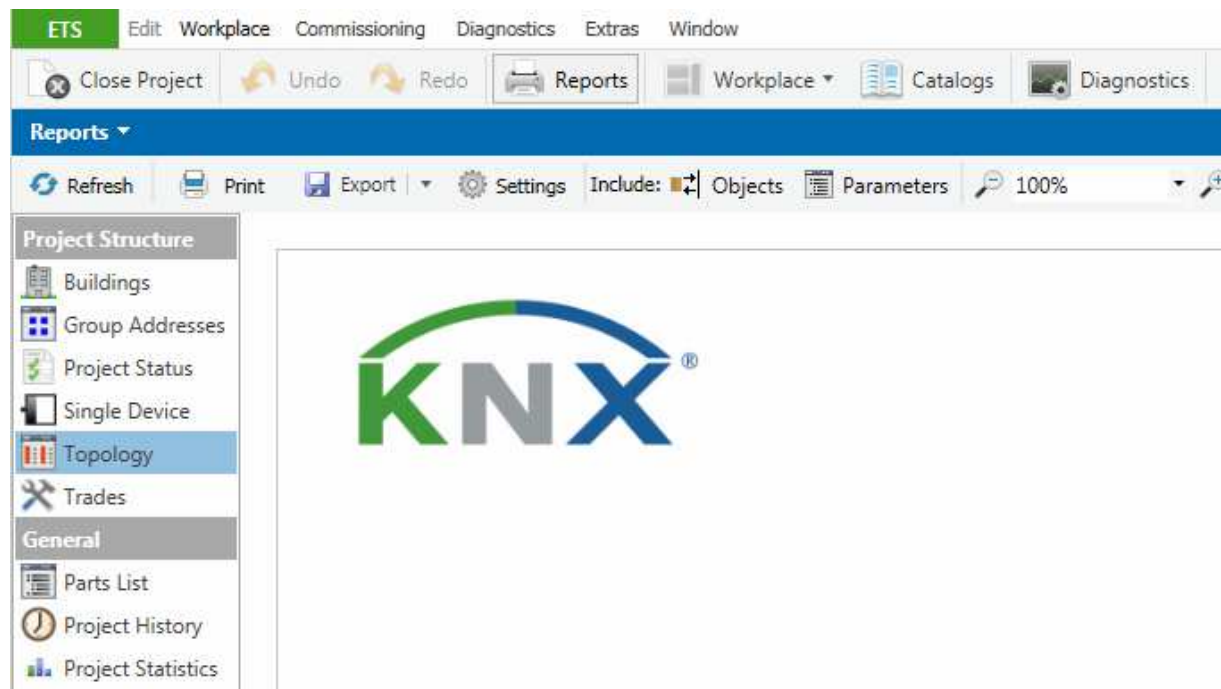 ETS Edit Workplace Commissioning Diagnostics Extras Window
Close Project Undo Redo Reports Workplace Catalogs Diagnostics
Reports
Refresh Print Export Settings Include: Objects Parameters 100%
Project Structure
Buildings
Group Addresses
Project Status
Single Device
Topology
Trades
General
Parts List
Project History
Project Statistics
KNX®